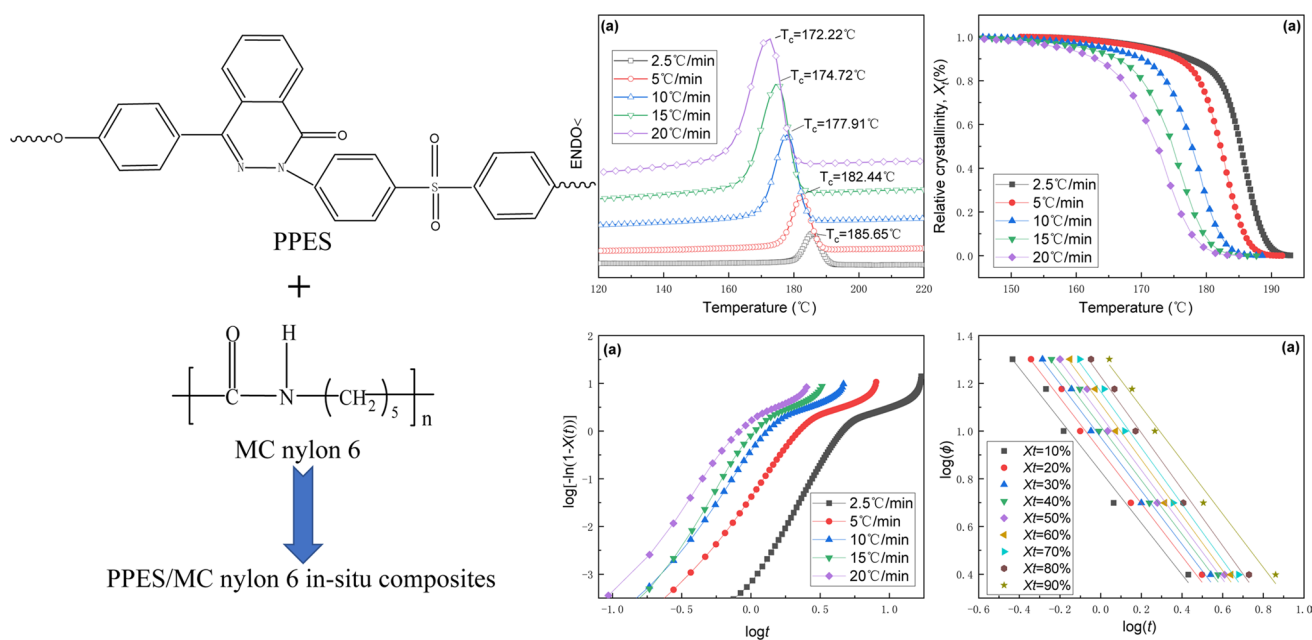 O
N
N
O
O
S
O
PPES
+
O
H
C
N
(CH2)5
n
MC nylon 6
PPES/MC nylon 6 in-situ composites
(a)
2.5℃/min
5℃/min
10℃/min
15℃/min
20℃/min
Tc=172.22℃
Tc=174.72℃
Tc=177.91℃
Tc=182.44℃
Tc=185.65℃
ENDO<
120 140 160 180 200 220
Temperature (℃)
(a)
Relative crystallinity, Xt(%)
1.0
0.8
0.6
0.4
0.2
0.0
2.5℃/min
5℃/min
10℃/min
15℃/min
20℃/min
150 160 170 180 190
Temperature (℃)
(a)
log[-ln(1-X(t))]
2
1
0
-1
-2
-3
2.5℃/min
5℃/min
10℃/min
15℃/min
20℃/min
-1.0 -0.5 0.0 0.5 1.0
logt
(a)
log(ϕ)
1.4
1.2
1.0
0.8
0.6
0.4
Xt=10%
Xt=20%
Xt=30%
Xt=40%
Xt=50%
Xt=60%
Xt=70%
Xt=80%
Xt=90%
-0.6 -0.4 -0.2 0.0 0.2 0.4 0.6 0.8 1.0
log(t)